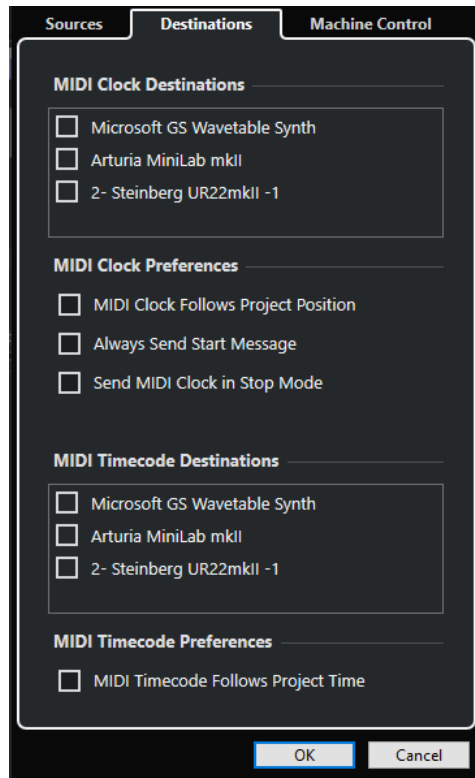 Sources Destinations Machine Control
MIDI Clock Destinations
Microsoft GS Wavetable Synth
Arturia MiniLab mkII
2- Steinberg UR22mkII -1
MIDI Clock Preferences
MIDI Clock Follows Project Position
Always Send Start Message
Send MIDI Clock in Stop Mode
MIDI Timecode Destinations
Microsoft GS Wavetable Synth
Arturia MiniLab mkII
2- Steinberg UR22mkII -1
MIDI Timecode Preferences
MIDI Timecode Follows Project Time
OK Cancel